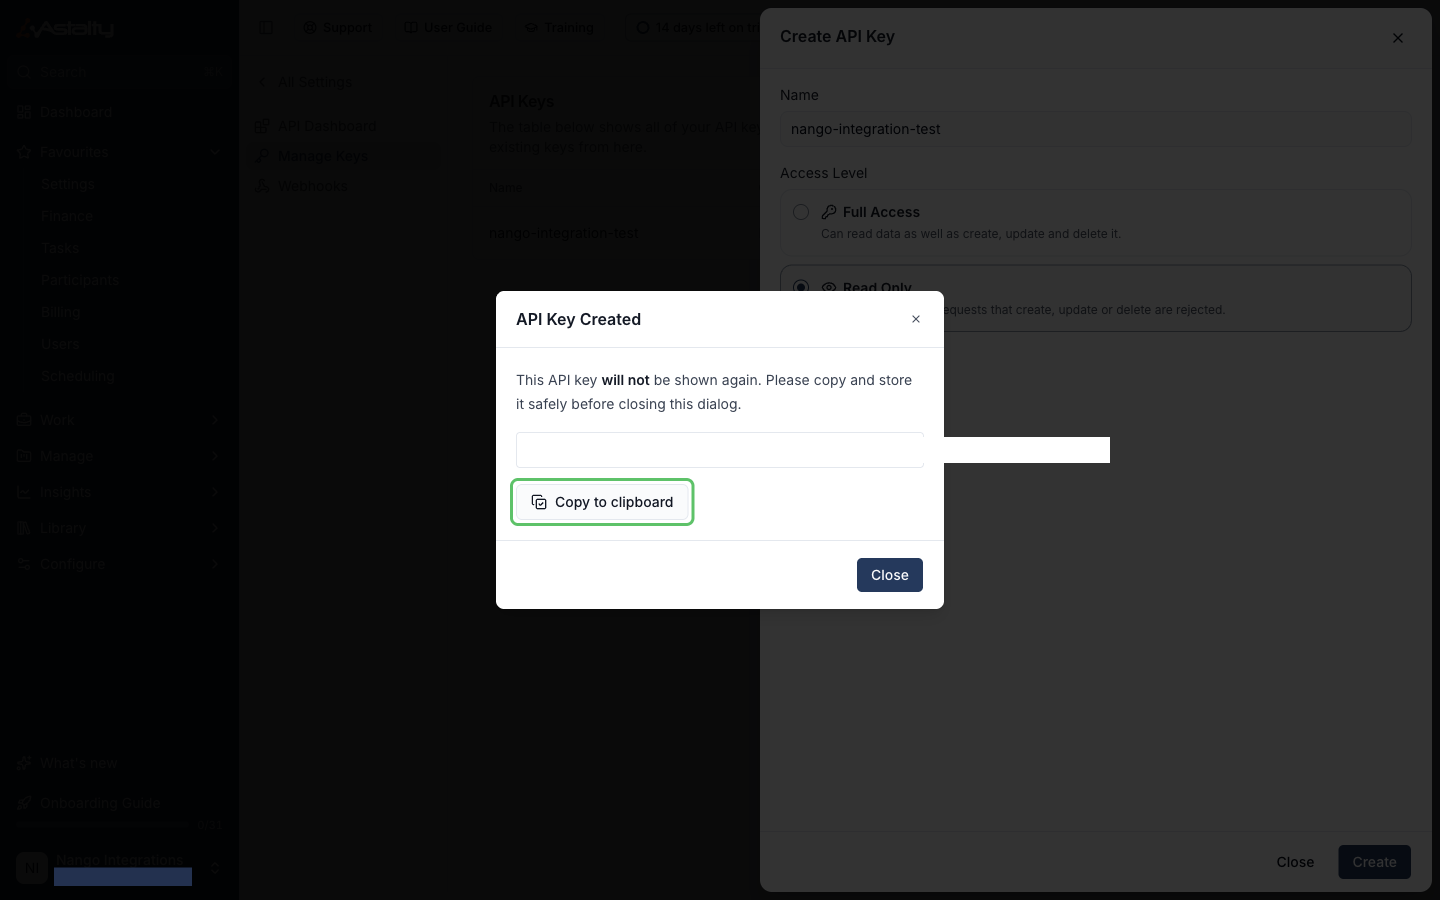 Astalty
Search
Dashboard
Favourites
Settings
Finance
Tasks
Participants
Billing
Users
Scheduling
Work
Manage
Insights
Library
Configure
What's new
Onboarding Guide
NI
Nango Integrations
Support
User Guide
Training
14 days left on
All Settings
API Dashboard
Manage Keys
Webhooks
API Keys
The table below shows all of your API
existing keys from here.
Name
nango-integration-test
Create API Key
Name
nango-integration-test
Access Level
Full Access
Can read data as well as create, update and delete it.
Read Only
equests that create, update or delete are rejected.
API Key Created
This API key will not be shown again. Please copy and store
it safely before closing this dialog.
Copy to clipboard
Close
Close
Create